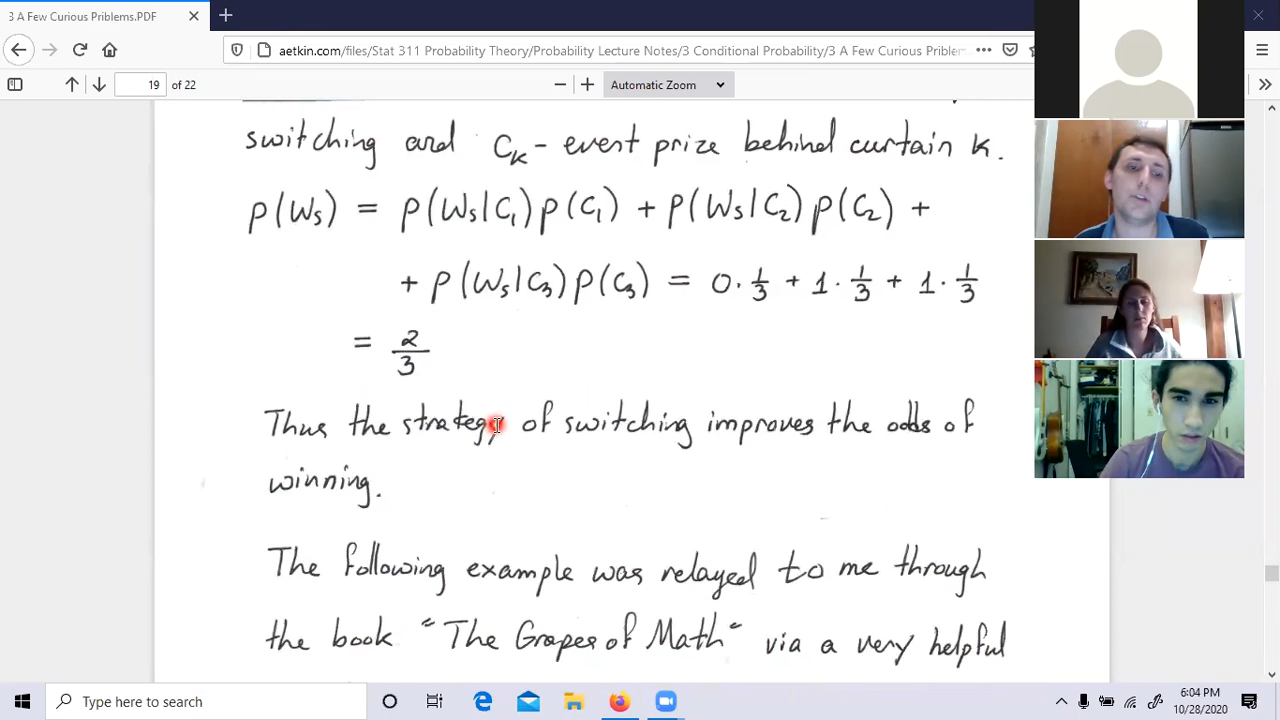 3 A Few Curious Priblems.PDF
aetkin.com/files/Stat 311 Probability Theory/Probability Lecture Notes/3 Conditional Probability/3 A Few Curious Priblem
19 of 22
Automatic Zoom
switching and C_K - event prize behind curtain K.
P(W_S) = P(W_S|C_1)P(C_1) + P(W_S|C_2)P(C_2) +
+ P(W_S|C_3)P(C_3) = 0 · 1/3 + 1 · 1/3 + 1 · 1/3
= 2/3
Thus the strategy of switching improves the odds of
winning.
The following example was relayed to me through
the book "The Grapes of Math" via a very helpful
Type here to search
6:04 PM
10/28/2020